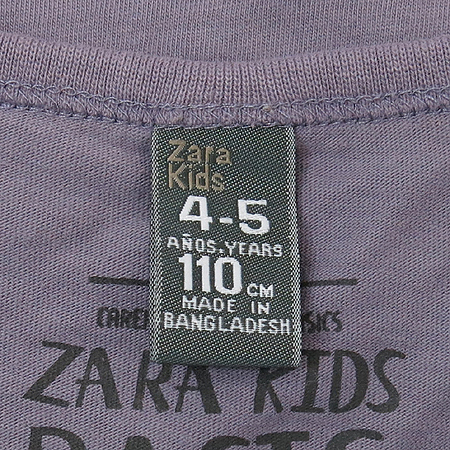 Zara
Kids
4-5
AÑOS.YEARS
110 CM
MADE IN
BANGLADESH
ZARA KIDS